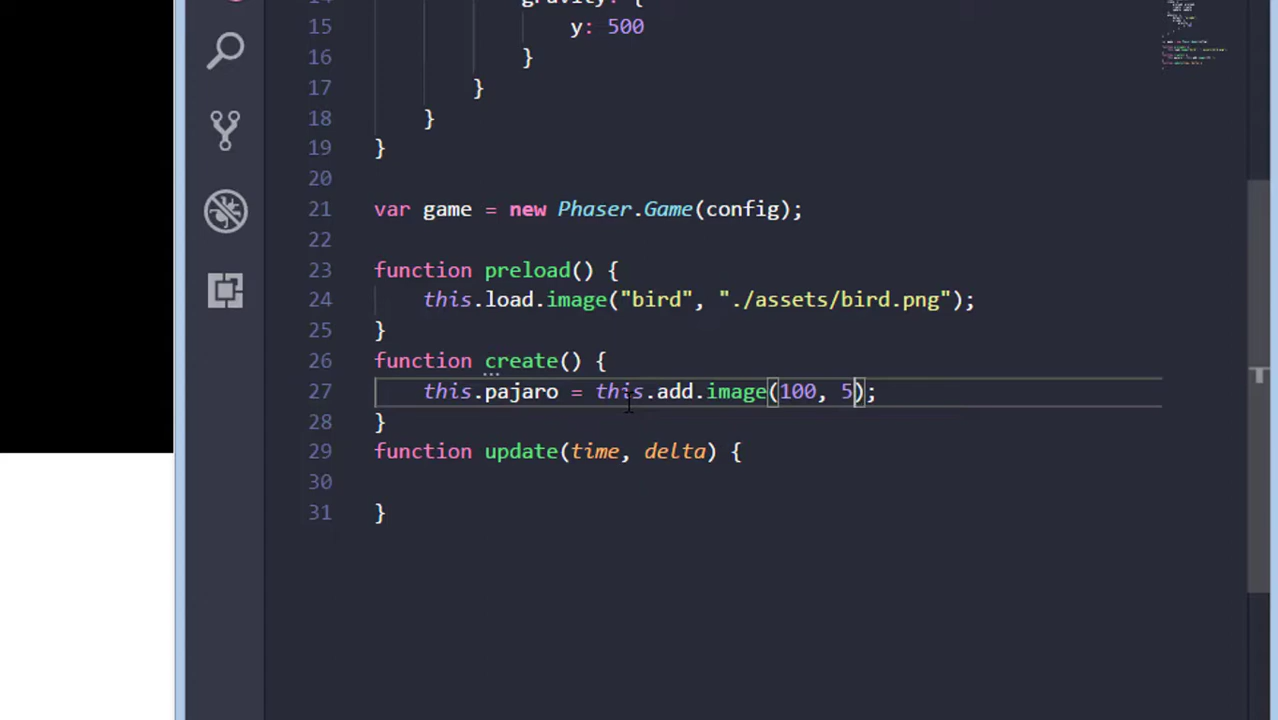 gravity: {
15 y: 500
16 }
17 }
18 }
19 }
20
21 var game = new Phaser.Game(config);
22
23 function preload() {
24 this.load.image("bird", "./assets/bird.png");
25 }
26 function create() {
27 this.pajaro = this.add.image(100, 5);
28 }
29 function update(time, delta) {
30
31 }